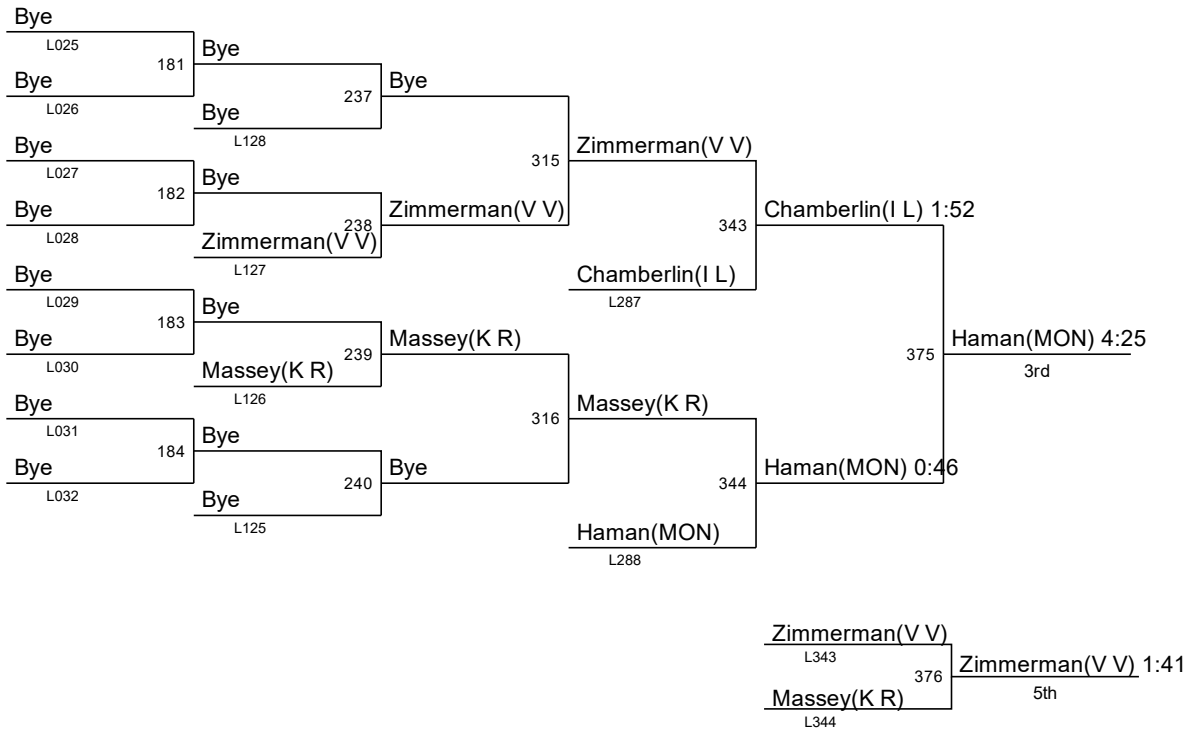 Bye
L025
Bye
181
Bye
L026
237
Bye
Bye
L128
Bye
L027
315
Zimmerman(V V)
182
Bye
Bye
L028
238
Zimmerman(V V)
Zimmerman(V V)
L127
343
Chamberlin(I L) 1:52
Chamberlin(I L)
L287
Bye
L029
183
Bye
Bye
L030
239
Massey(K R)
Massey(K R)
L126
375
Haman(MON) 4:25
3rd
Bye
L031
316
Massey(K R)
184
Bye
Bye
L032
240
Bye
Bye
L125
344
Haman(MON) 0:46
Haman(MON)
L288
Zimmerman(V V)
L343
376
Zimmerman(V V) 1:41
5th
Massey(K R)
L344